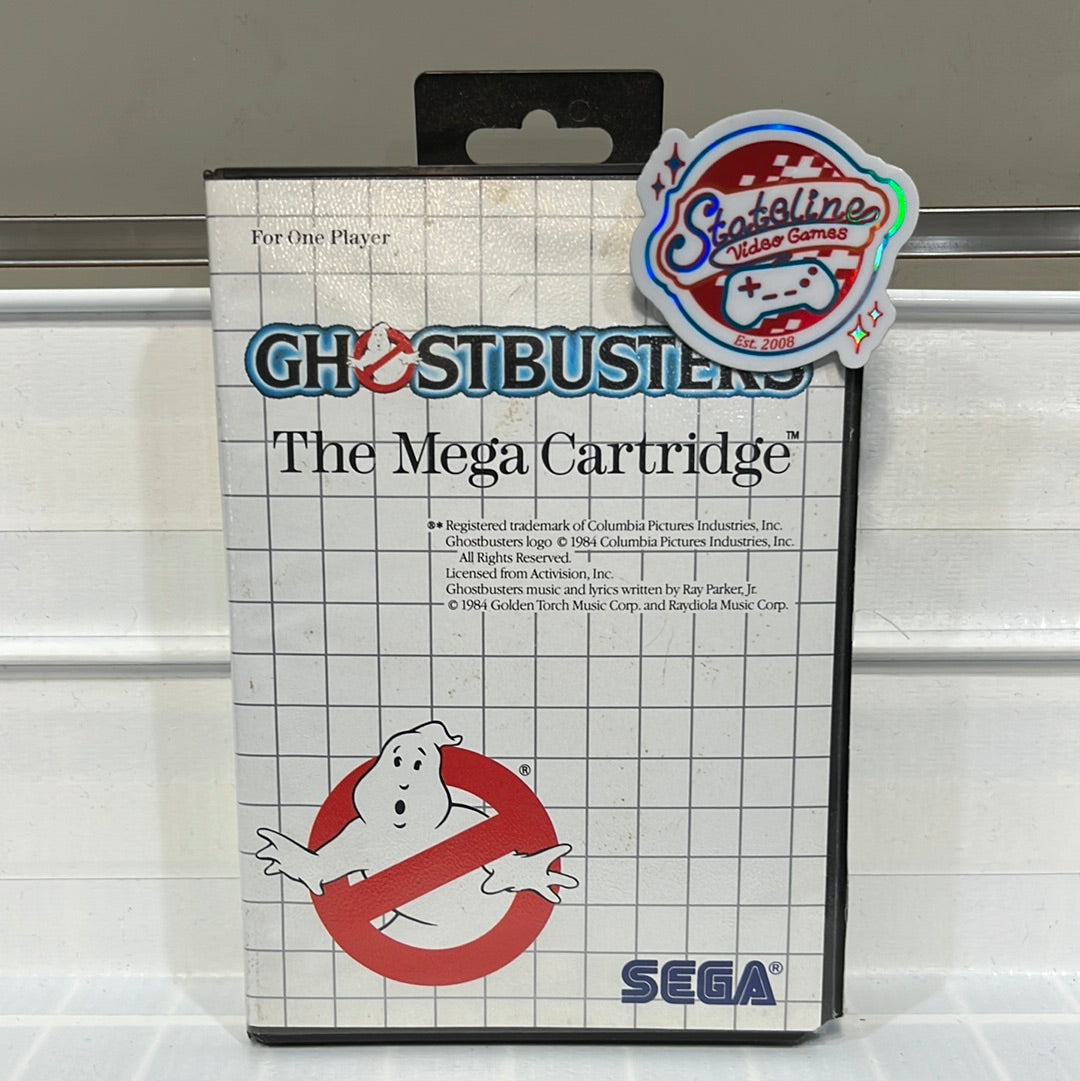 For One Player
Stateline
Video Games
Est. 2008
GHOSTBUSTERS
The Mega Cartridge™
®* Registered trademark of Columbia Pictures Industries, Inc.
Ghostbusters logo © 1984 Columbia Pictures Industries, Inc.
All Rights Reserved.
Licensed from Activision, Inc.
Ghostbusters music and lyrics written by Ray Parker, Jr.
© 1984 Golden Torch Music Corp. and Raydiola Music Corp.
®
SEGA®